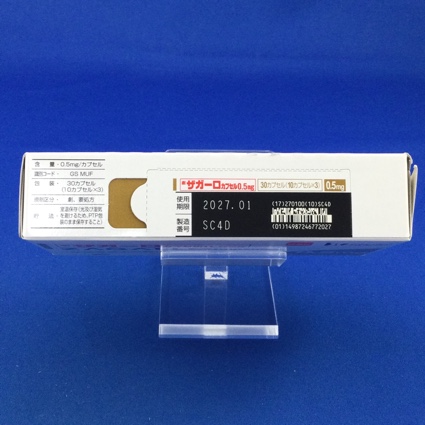 含 量：0.5mg/カプセル
識別コード： GS MUF
包 装： 30カプセル
(10カプセル×3)
規制区分： 劇、要処方
ザガーロカプセル0.5mg
30カプセル(10カプセル×3)
0.5mg
使用
期限
2027.01
製造
番号
SC4D
(17)270100(10)SC4D
(01)14987246772027